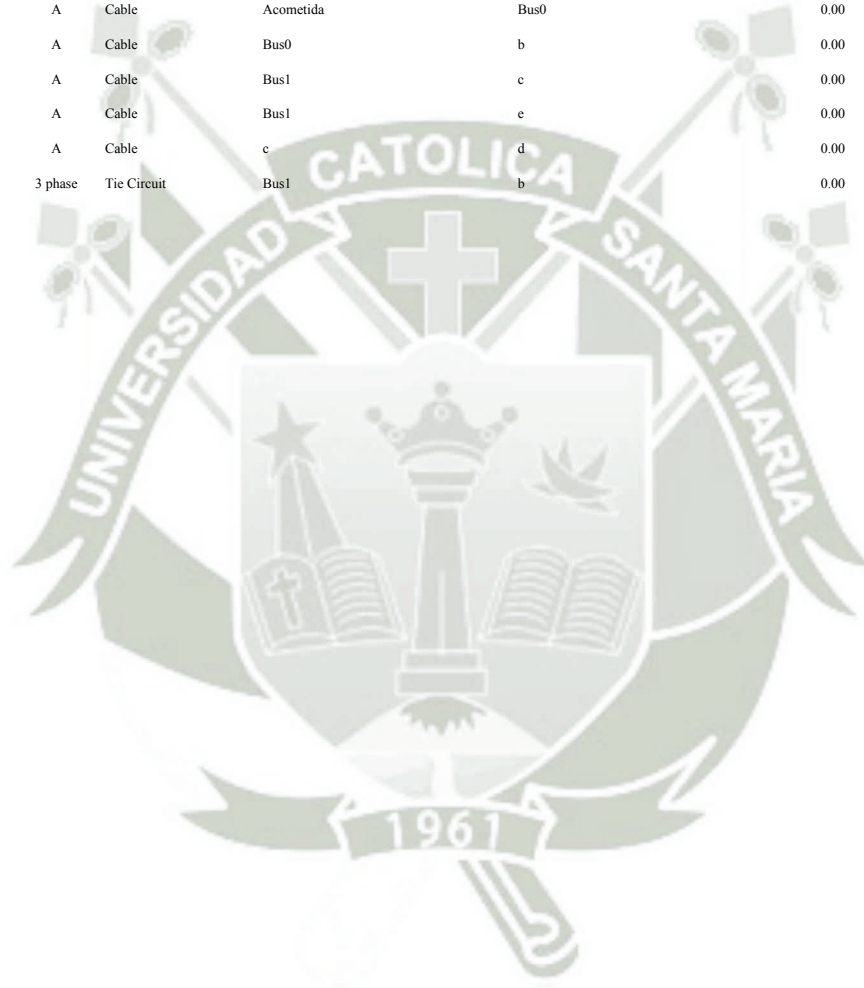 A Cable Acometida Bus0 0.00
A Cable Bus0 b 0.00
A Cable Bus1 c 0.00
A Cable Bus1 e 0.00
A Cable c d 0.00
3 phase Tie Circuit Bus1 b 0.00
UNIVERSIDAD CATOLICA SANTA MARIA
1961